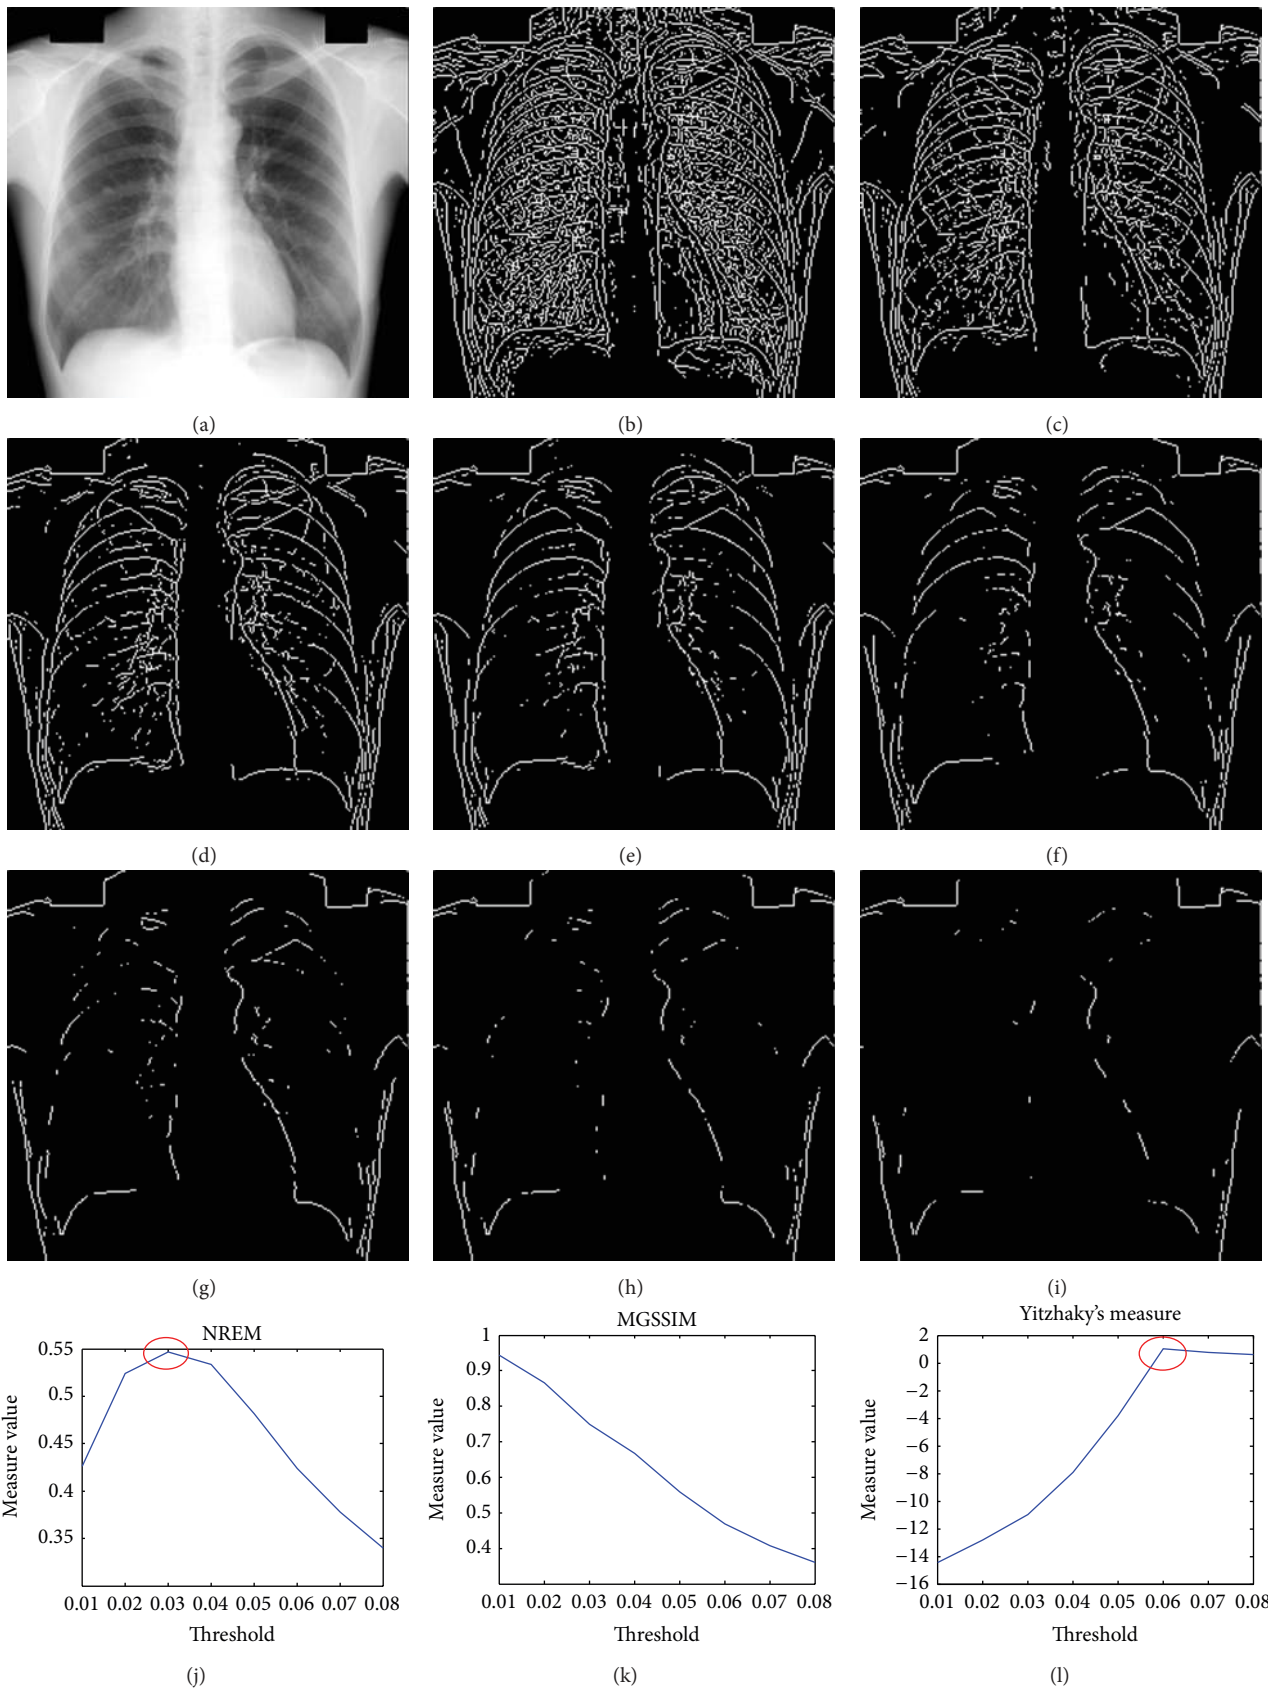 (a)
(b)
(c)
(d)
(e)
(f)
(g)
(h)
(i)
NREM
0.55
0.5
0.45
0.4
0.35
Measure value
0.01 0.02 0.03 0.04 0.05 0.06 0.07 0.08
Threshold
(j)
MGSSIM
1
0.9
0.8
0.7
0.6
0.5
0.4
Measure value
0.01 0.02 0.03 0.04 0.05 0.06 0.07 0.08
Threshold
(k)
Yitzhaky's measure
2
0
−2
−4
−6
−8
−10
−12
−14
−16
Measure value
0.01 0.02 0.03 0.04 0.05 0.06 0.07 0.08
Threshold
(l)